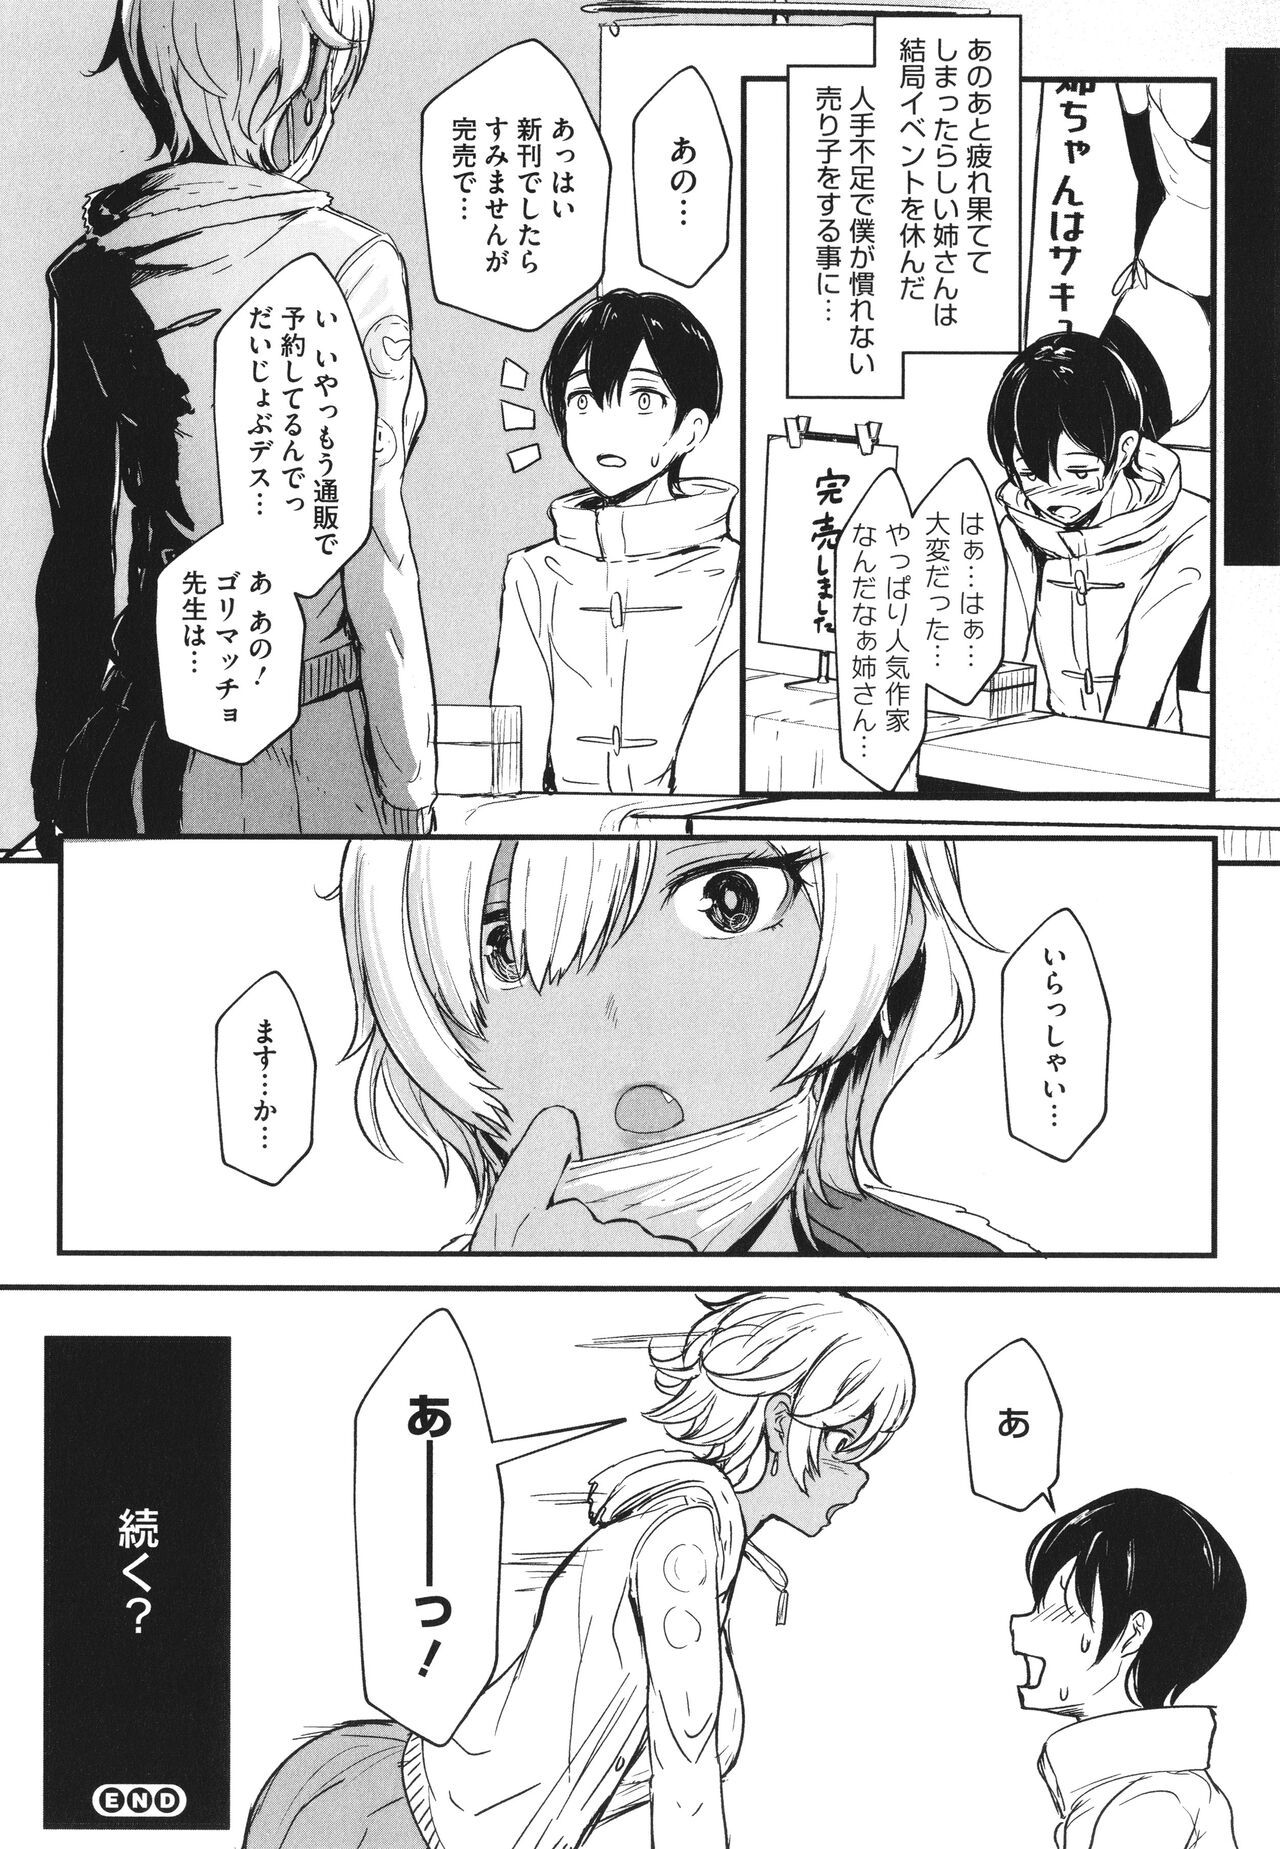 あのあと疲れ果てて
しまったらしい姉さんは
結局イベントを休んだ
人手不足で僕が慣れない
売り子をする事に…
姉ちゃんはサキュ
完売しました
はぁ…はぁ…
大変だった…
やっぱり人気作家
なんだなぁ姉さん…
あの…
あっはい
新刊でしたら
すみませんが
完売で…
い いやっもう通販で
予約してるんでっ
だいじょぶデス…
あ あの！
ゴリマッチョ
先生は…
いらっしゃい…
ます…か…
あ
あーーーっ！
続く？
END